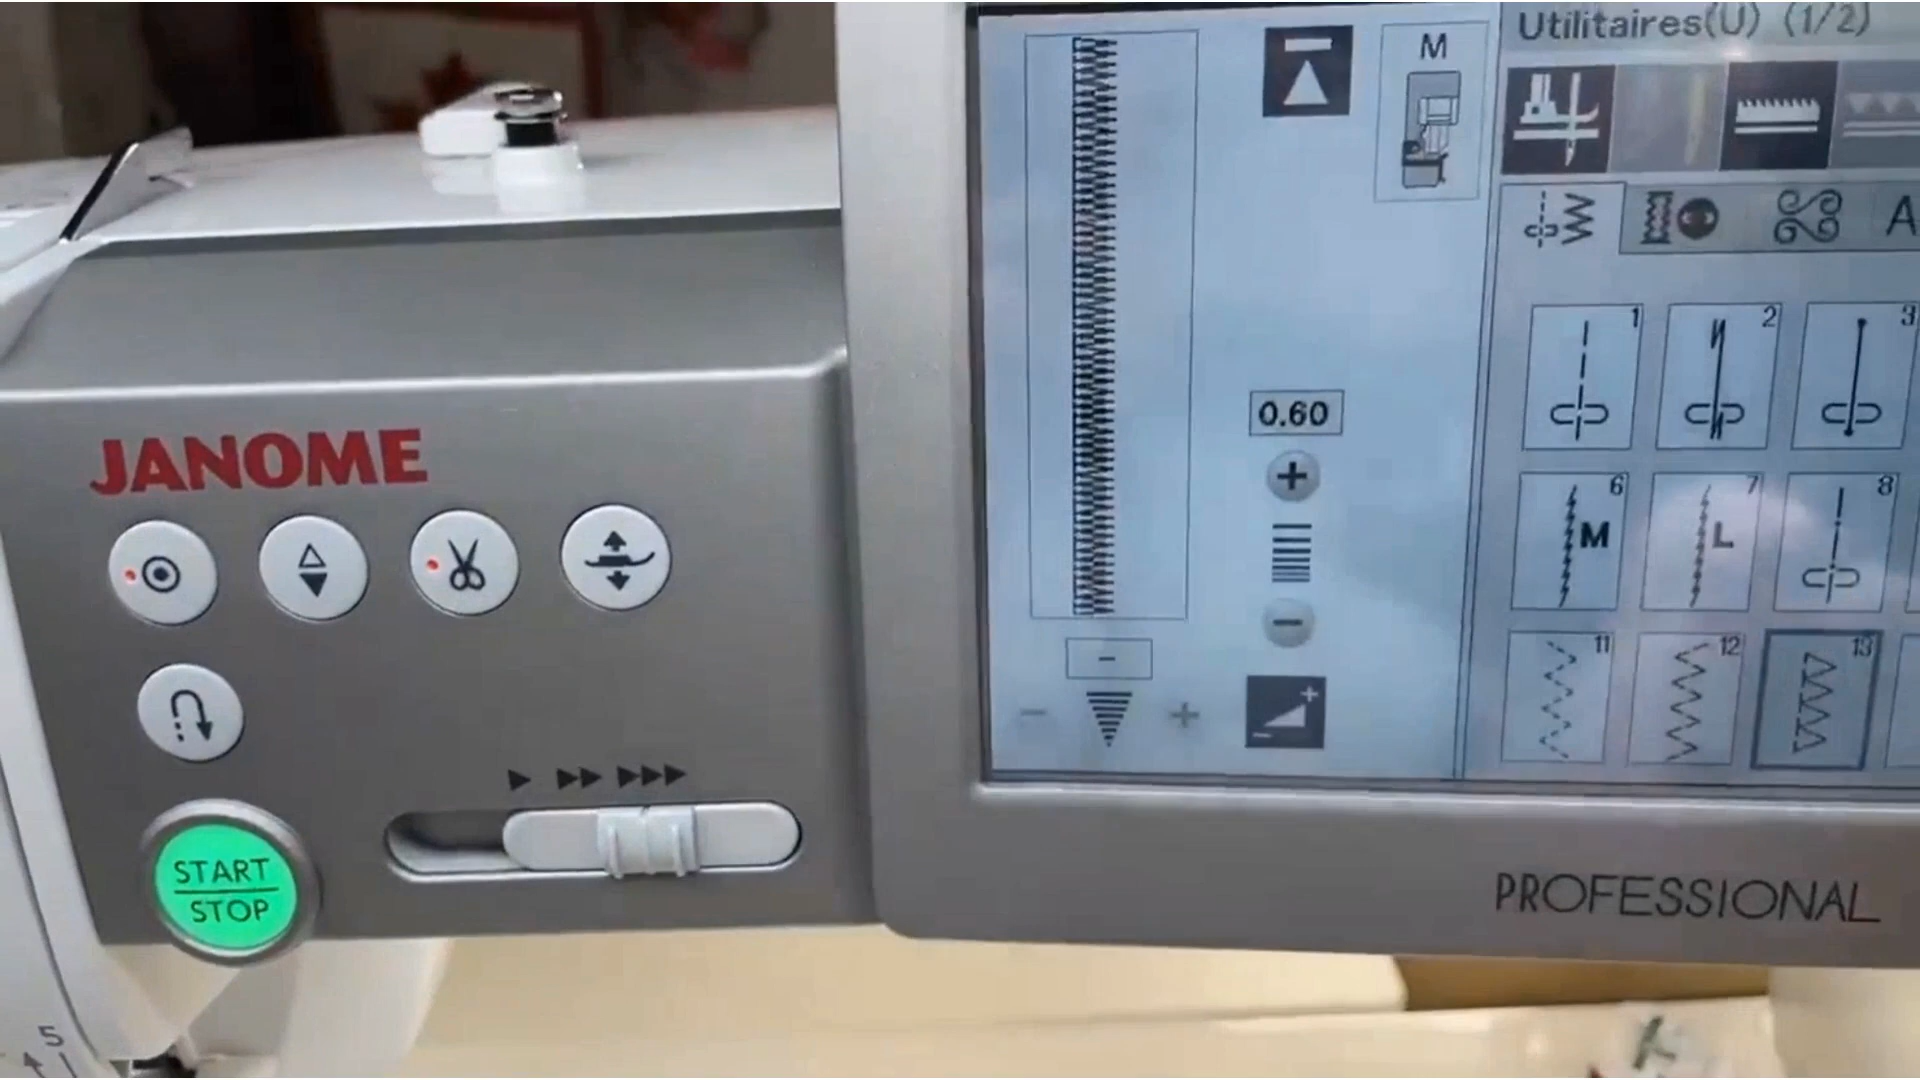 Utilitaires(U) (1/2)
M
A
0.60
1
2
3
6
M
7
L
8
11
12
13
JANOME
START
STOP
PROFESSIONAL
5